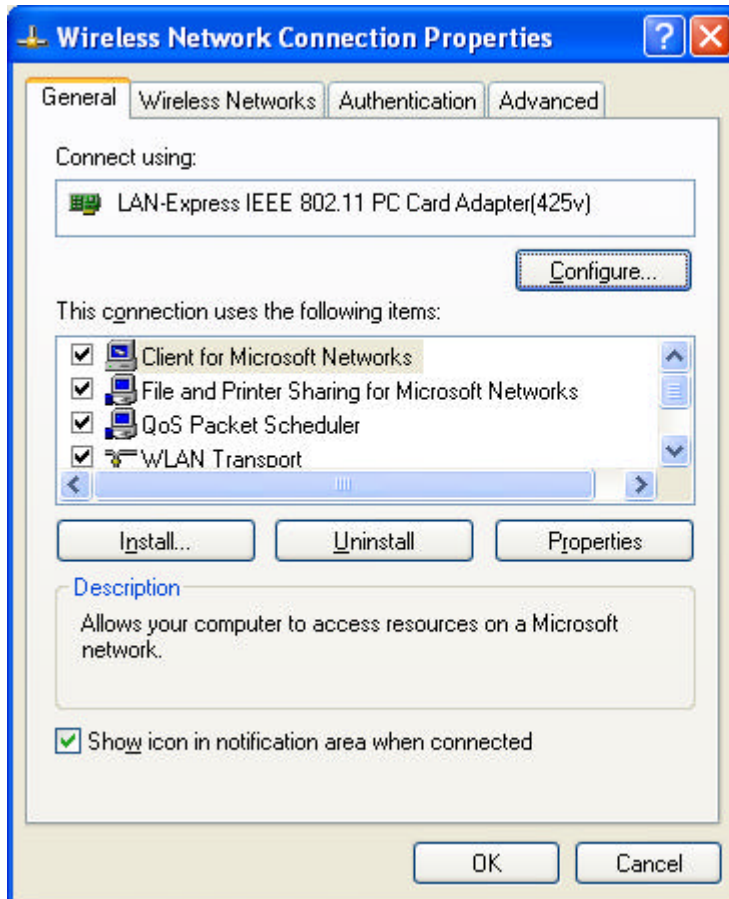 Wireless Network Connection Properties
General Wireless Networks Authentication Advanced
Connect using:
LAN-Express IEEE 802.11 PC Card Adapter(425v)
Configure...
This connection uses the following items:
Client for Microsoft Networks
File and Printer Sharing for Microsoft Networks
QoS Packet Scheduler
WLAN Transport
Install... Uninstall Properties
Description
Allows your computer to access resources on a Microsoft
network.
Show icon in notification area when connected
OK Cancel